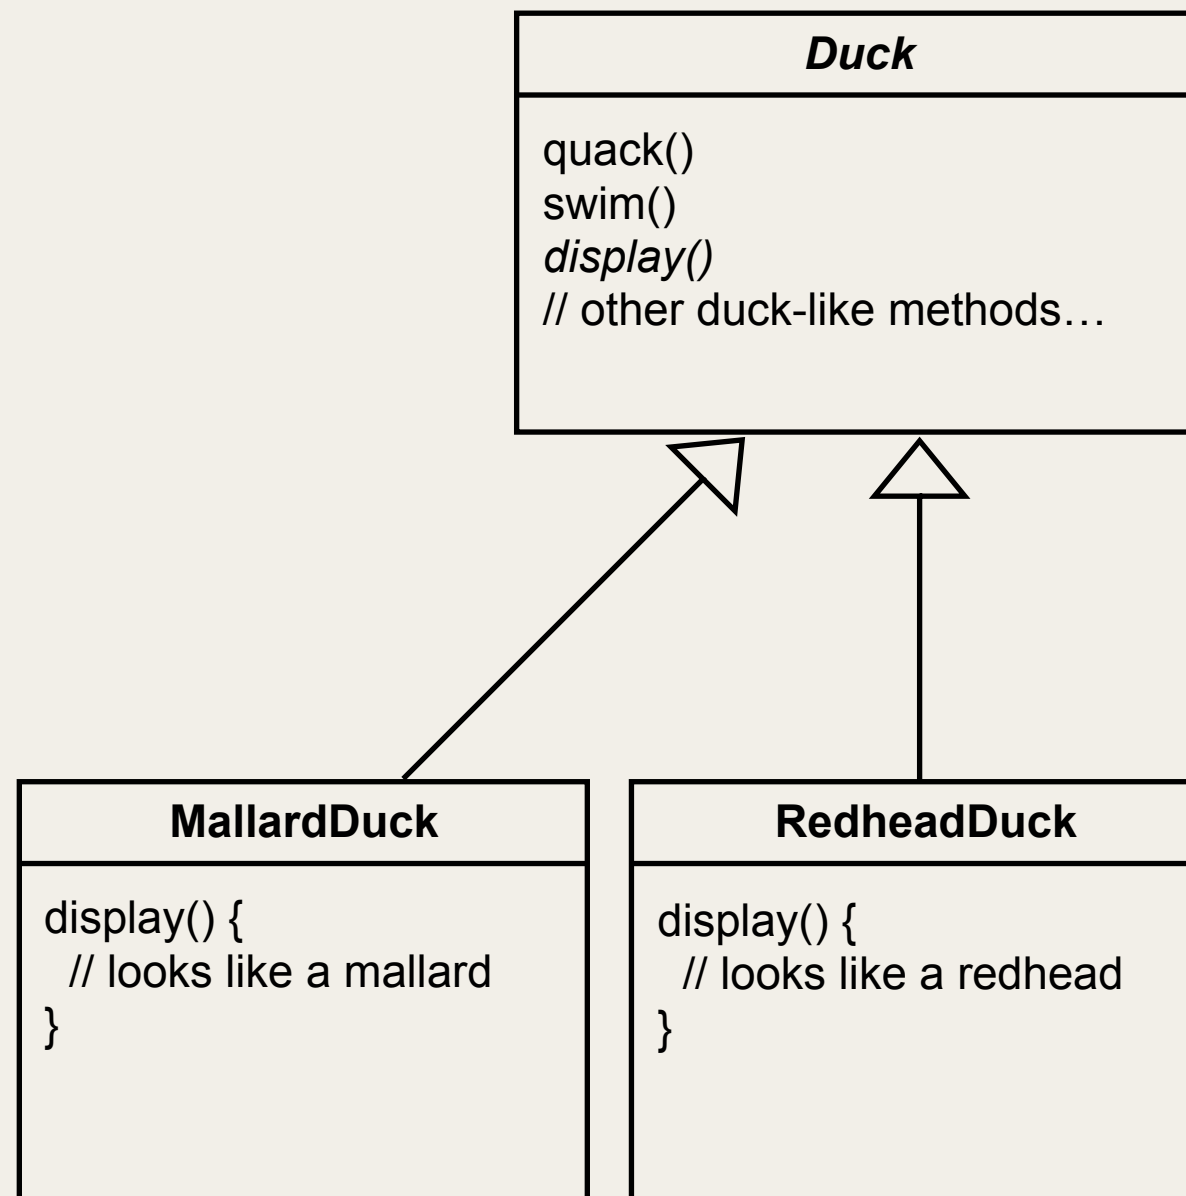 Duck
quack()
swim()
display()
// other duck-like methods…
MallardDuck
display() {
// looks like a mallard
}
RedheadDuck
display() {
// looks like a redhead
}